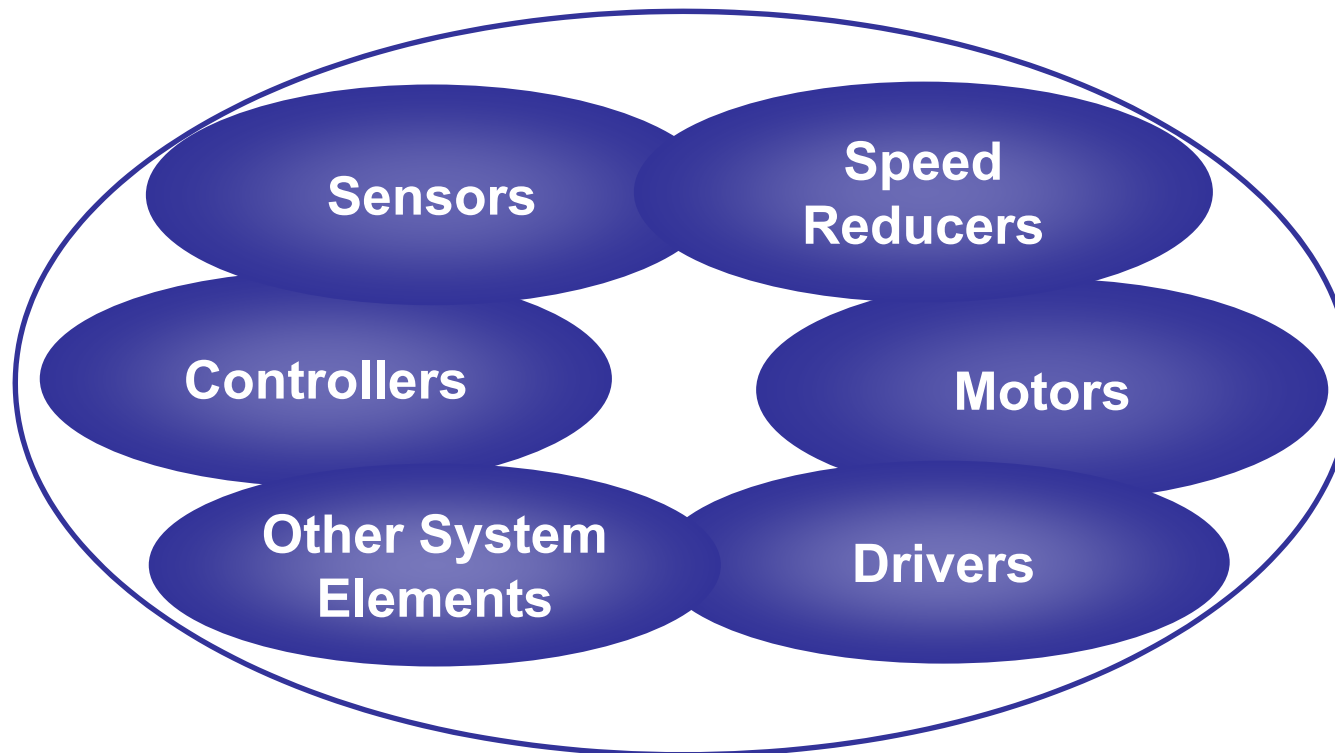 Sensors
Speed
Reducers
Controllers
Motors
Other System
Elements
Drivers